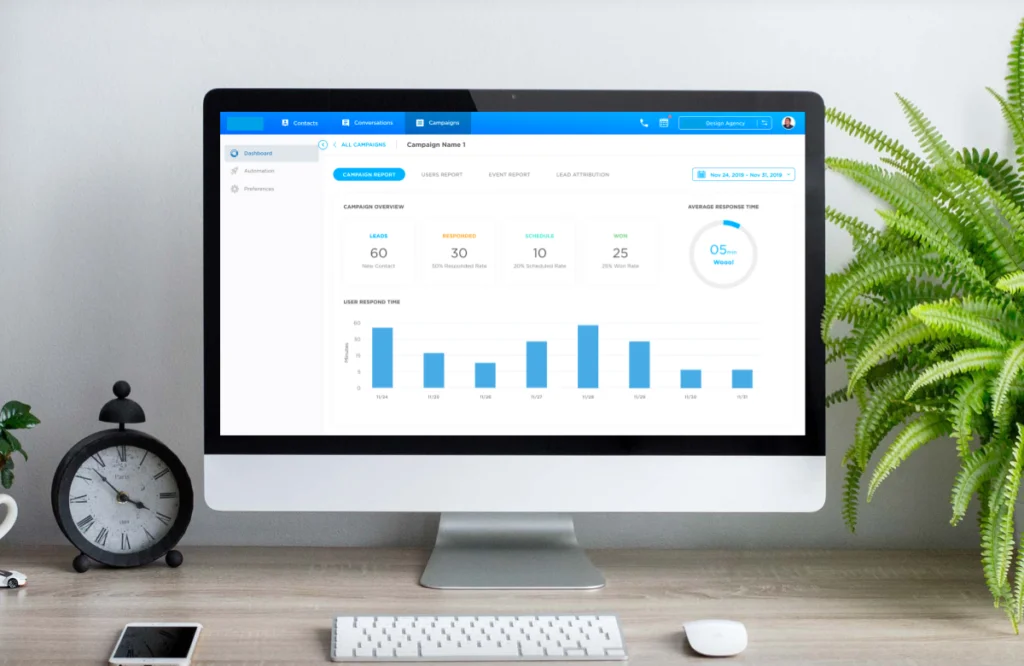 Contacts
Conversations
Campaigns
Design Agency
Dashboard
Automation
Preferences
ALL CAMPAIGNS
Campaign Name 1
CAMPAIGN REPORT
USERS REPORT
EVENT REPORT
LEAD ATTRIBUTION
Nov 24, 2018 - Nov 31, 2018
CAMPAIGN OVERVIEW
AVERAGE RESPONSE TIME
LEADS
60
New Contact
RESPONDED
30
50% Responded Rate
SCHEDULE
10
20% Scheduled Rate
WON
25
25% Won Rate
05
Wooo!
USER RESPOND TIME
Minutes
60
30
15
5
0
11/24
11/25
11/26
11/27
11/28
11/29
11/30
11/31
Paris